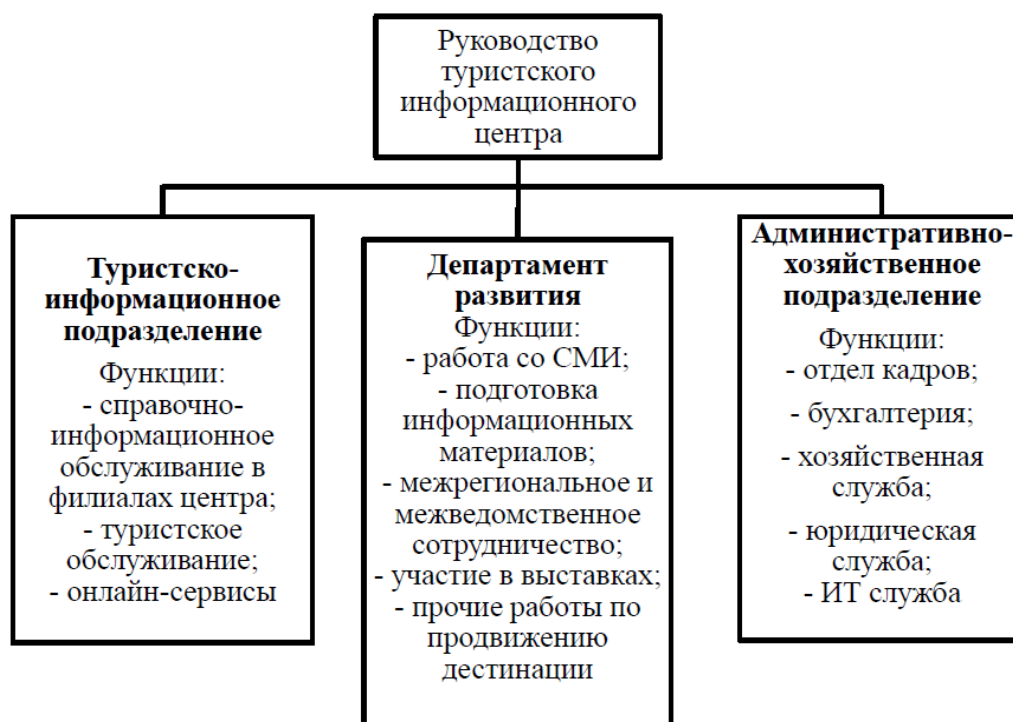 Руководство
туристского
информационного
центра
Туристско-
информационное
подразделение
Функции:
- справочно-
информационное
обслуживание в
филиалах центра;
- туристское
обслуживание;
- онлайн-сервисы
Департамент
развития
Функции:
- работа со СМИ;
- подготовка
информационных
материалов;
- межрегиональное и
межведомственное
сотрудничество;
- участие в выставках;
- прочие работы по
продвижению
дестинации
Административно-
хозяйственное
подразделение
Функции:
- отдел кадров;
- бухгалтерия;
- хозяйственная
служба;
- юридическая
служба;
- ИТ служба